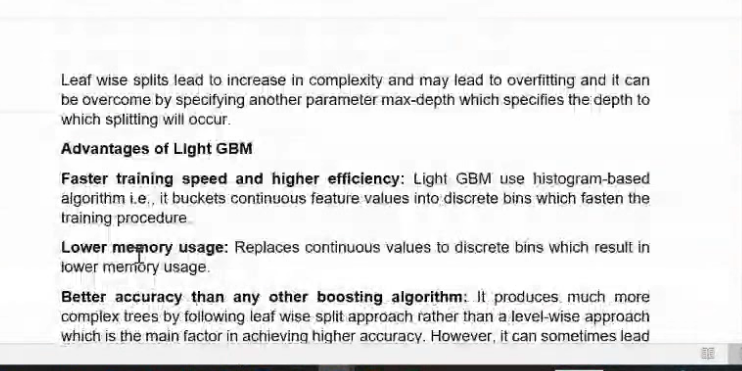 Leaf wise splits lead to increase in complexity and may lead to overfitting and it can
be overcome by specifying another parameter max-depth which specifies the depth to
which splitting will occur.
Advantages of Light GBM
Faster training speed and higher efficiency: Light GBM use histogram-based
algorithm i.e., it buckets continuous feature values into discrete bins which fasten the
training procedure.
Lower memory usage: Replaces continuous values to discrete bins which result in
lower memory usage.
Better accuracy than any other boosting algorithm: It produces much more
complex trees by following leaf wise split approach rather than a level-wise approach
which is the main factor in achieving higher accuracy. However, it can sometimes lead